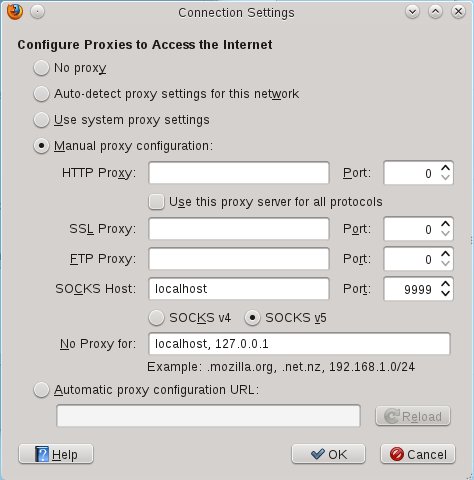 Connection Settings
Configure Proxies to Access the Internet
No proxy
Auto-detect proxy settings for this network
Use system proxy settings
Manual proxy configuration:
HTTP Proxy: Port: 0
Use this proxy server for all protocols
SSL Proxy: Port: 0
FTP Proxy: Port: 0
SOCKS Host: localhost Port: 9999
SOCKS v4 SOCKS v5
No Proxy for: localhost, 127.0.0.1
Example: .mozilla.org, .net.nz, 192.168.1.0/24
Automatic proxy configuration URL:
Reload
Help OK Cancel